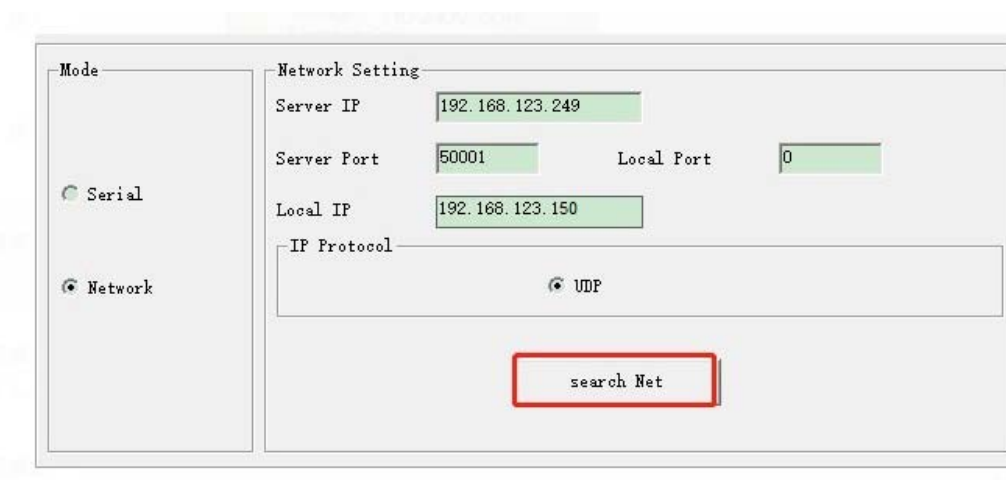 Mode
Network Setting
Server IP 192.168.123.249
Server Port 50001 Local Port 0
Serial
Local IP 192.168.123.150
IP Protocol
Network
UDP
search Net